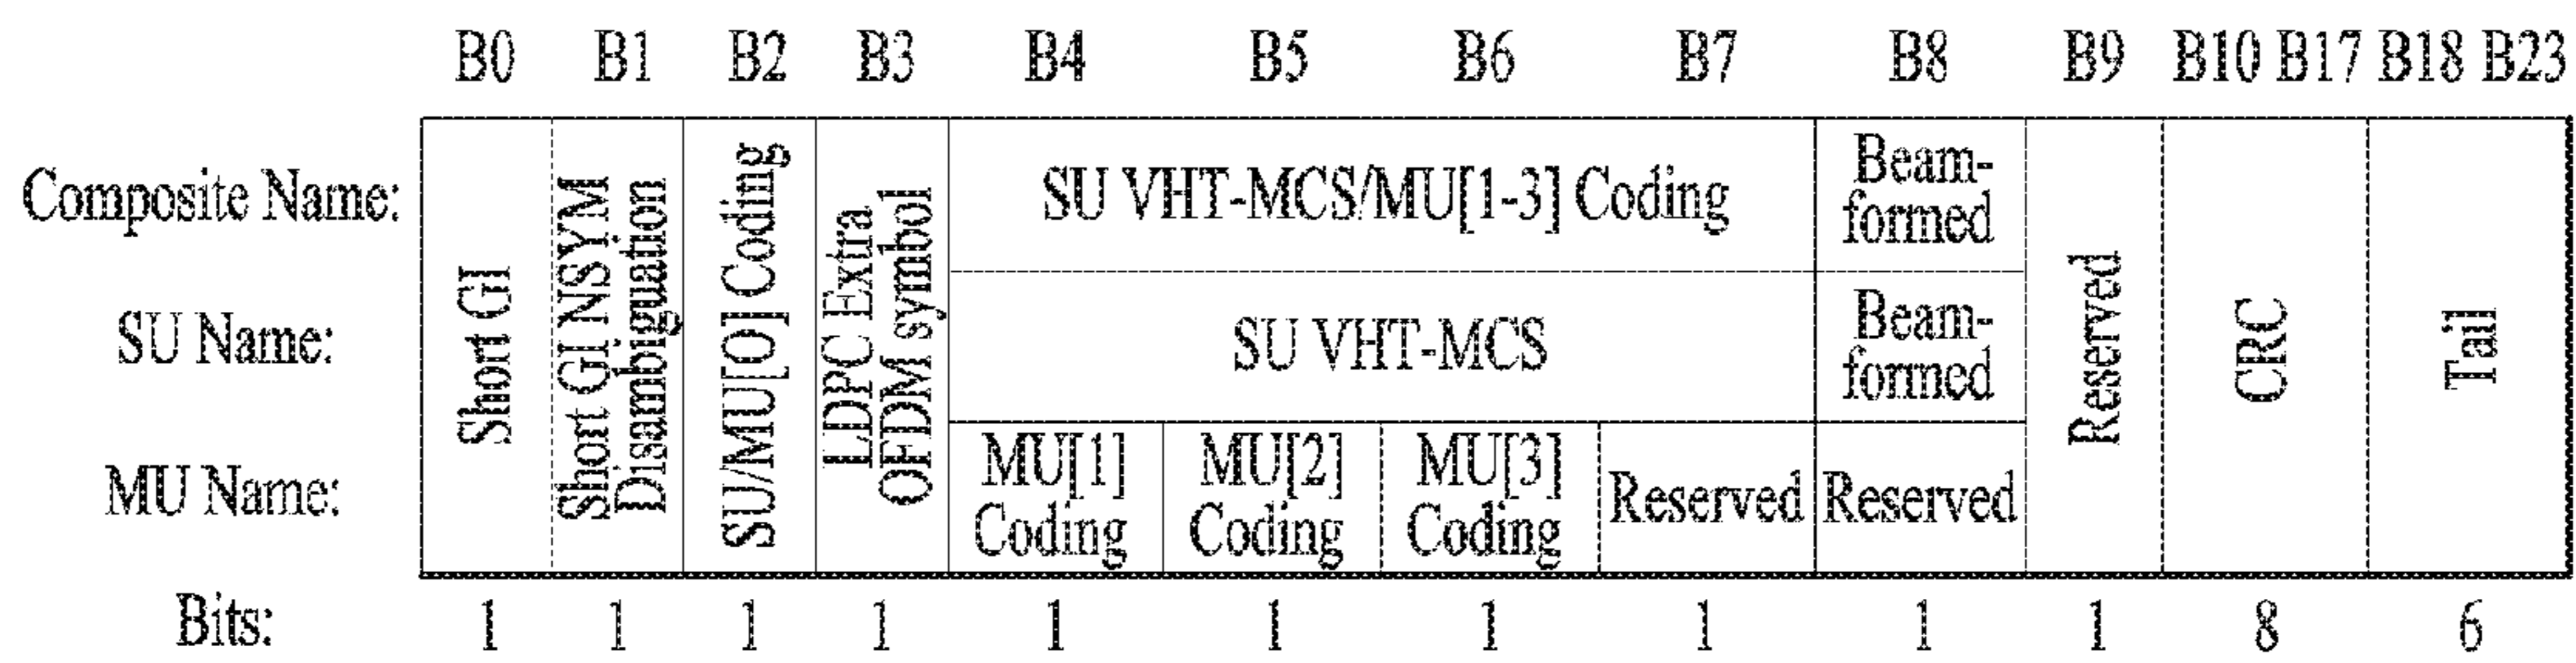 B0 B1 B2 B3 B4 B5 B6 B7 B8 B9 B10 B17 B18 B23
Composite Name:
SU Name:
MU Name:
Short GI
Short GI NSYM
Disambiguation
SU/MU[O] Coding
LDPC Extra
OFDM symbol
SU VHT-MCS/MU[1-3] Coding
Beam-
formed
SU VHT-MCS
Beam-
formed
MU[1]
Coding
MU[2]
Coding
MU[3]
Coding
Reserved
Reserved
Reserved
CRC
Tail
Bits: 1 1 1 1 1 1 1 1 1 1 8 6